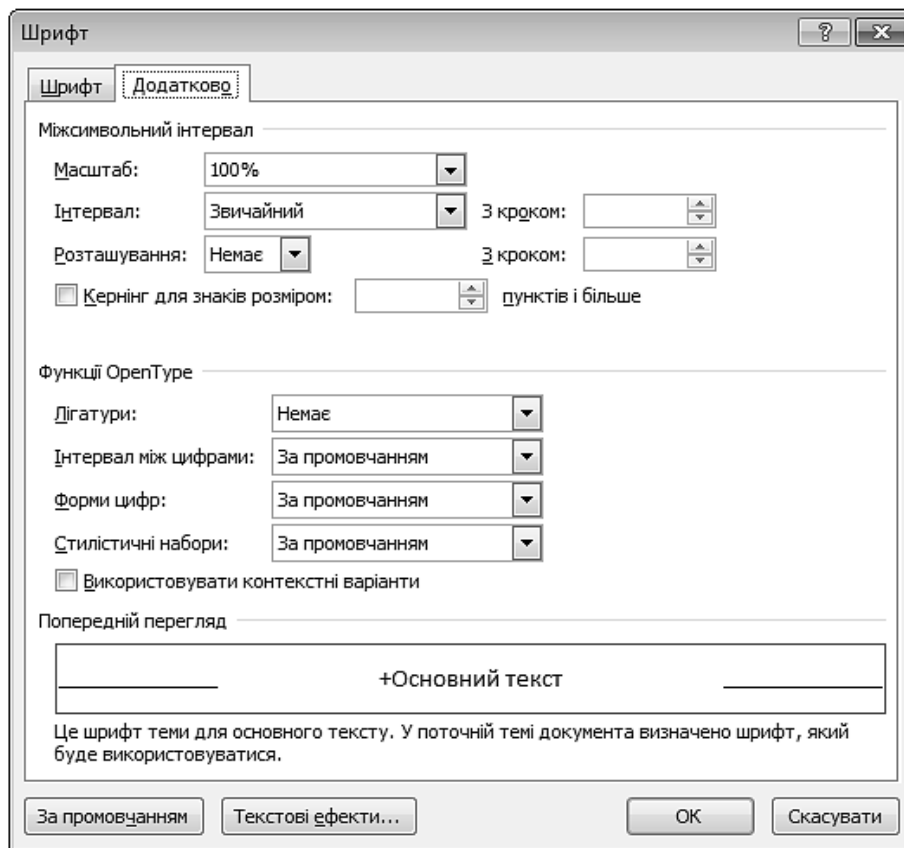 Шрифт
Шрифт Додатково
Міжсимвольний інтервал
Масштаб: 100%
Інтервал: Звичайний З кроком:
Розташування: Немає З кроком:
Кернінг для знаків розміром: пунктів і більше
Функції OpenType
Лігатури: Немає
Інтервал між цифрами: За промовчанням
Форми цифр: За промовчанням
Стилістичні набори: За промовчанням
Використовувати контекстні варіанти
Попередній перегляд
+Основний текст
Це шрифт теми для основного тексту. У поточній темі документа визначено шрифт, який
буде використовуватися.
За промовчанням Текстові ефекти... ОК Скасувати